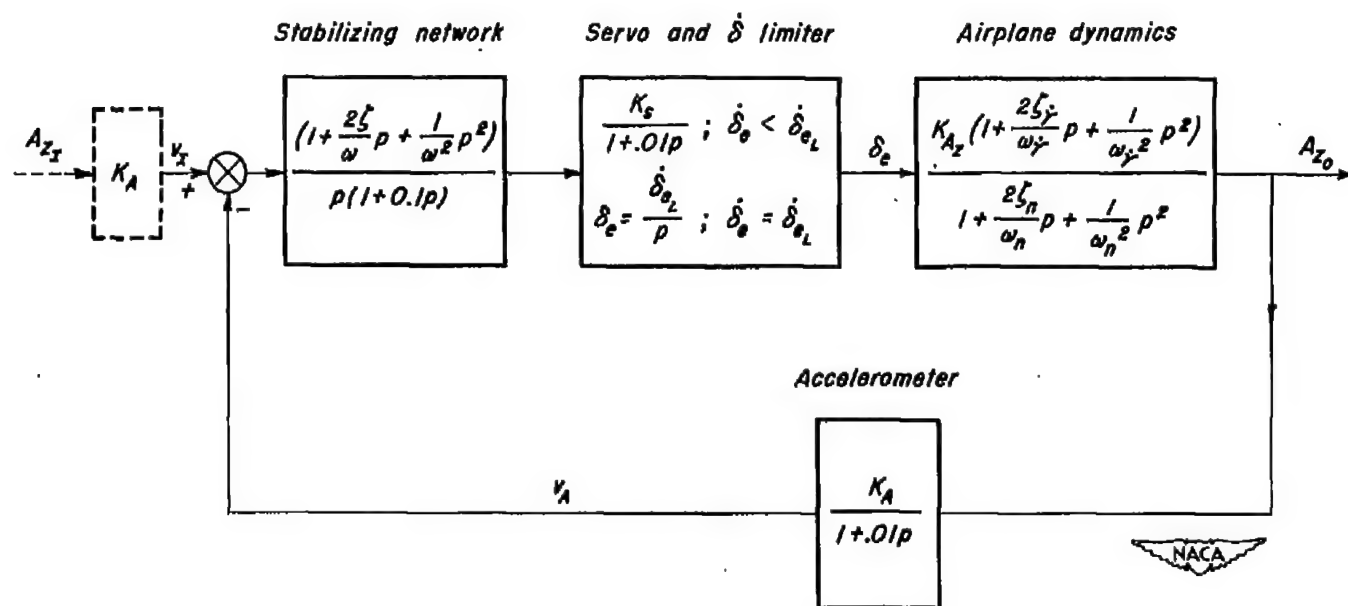 Stabilizing network
Servo and δ̇ limiter
Airplane dynamics
A_{Z_I}
K_A
v_I
+
-
(1 + 2ζ/ω p + 1/ω² p²)
p(1+0.1p)
K_s
1+.01p
; δ̇_e < δ̇_{e_L}
δ_e = δ̇_{e_L}/p ; δ̇_e = δ̇_{e_L}
δ_e
K_{A_Z}(1 + 2ζ_γ̇/ω_γ̇ p + 1/ω_γ̇² p²)
1 + 2ζ_n/ω_n p + 1/ω_n² p²
A_{Z_O}
Accelerometer
v_A
K_A
1+.01p
NACA